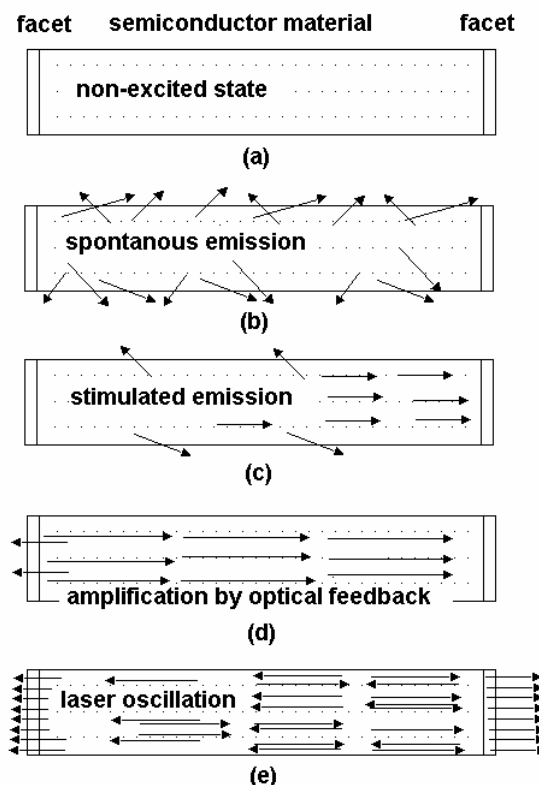 facet semiconductor material facet
non-excited state
(a)
spontanous emission
(b)
stimulated emission
(c)
amplification by optical feedback
(d)
laser oscillation
(e)